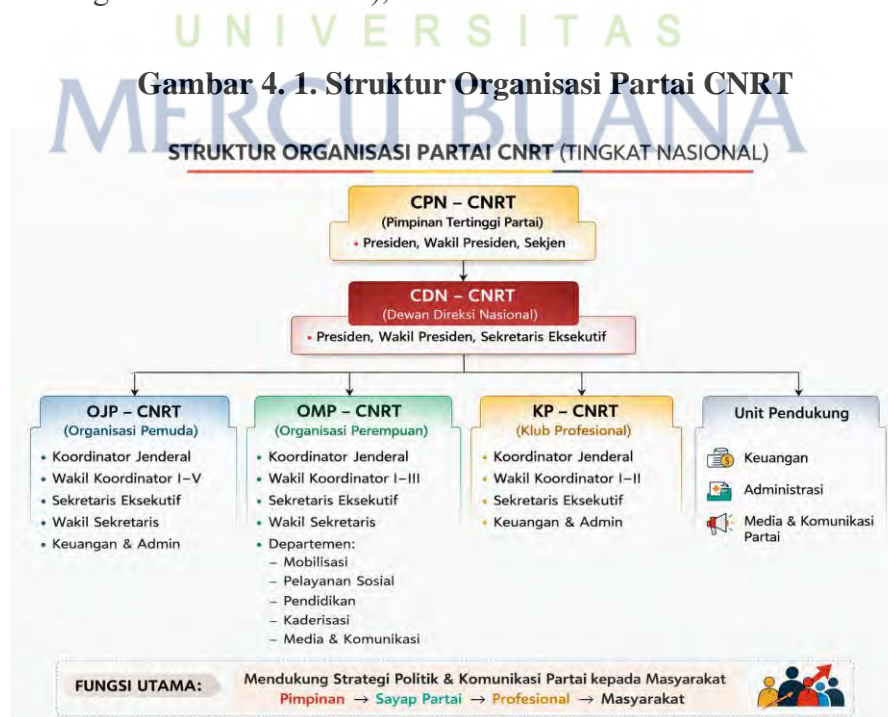 UNIVERSITAS
Gambar 4. 1. Struktur Organisasi Partai CNRT
MERCU BUANA
STRUKTUR ORGANISASI PARTAI CNRT (TINGKAT NASIONAL)
CPN – CNRT
(Pimpinan Tertinggi Partai)
• Presiden, Wakil Presiden, Sekjen
CDN – CNRT
(Dewan Direksi Nasional)
• Presiden, Wakil Presiden, Sekretaris Eksekutif
OJP – CNRT
(Organisasi Pemuda)
• Koordinator Jenderal
• Wakil Koordinator I–V
• Sekretaris Eksekutif
• Wakil Sekretaris
• Keuangan & Admin
OMP – CNRT
(Organisasi Perempuan)
• Koordinator Jenderal
• Wakil Koordinator I–III
• Sekretaris Eksekutif
• Wakil Sekretaris
• Departemen:
– Mobilisasi
– Pelayanan Sosial
– Pendidikan
– Kaderisasi
– Media & Komunikasi
KP – CNRT
(Klub Profesional)
• Koordinator Jenderal
• Wakil Koordinator I–II
• Sekretaris Eksekutif
• Keuangan & Admin
Unit Pendukung
Keuangan
Administrasi
Media & Komunikasi
Partai
FUNGSI UTAMA:
Mendukung Strategi Politik & Komunikasi Partai kepada Masyarakat
Pimpinan → Sayap Partai → Profesional → Masyarakat